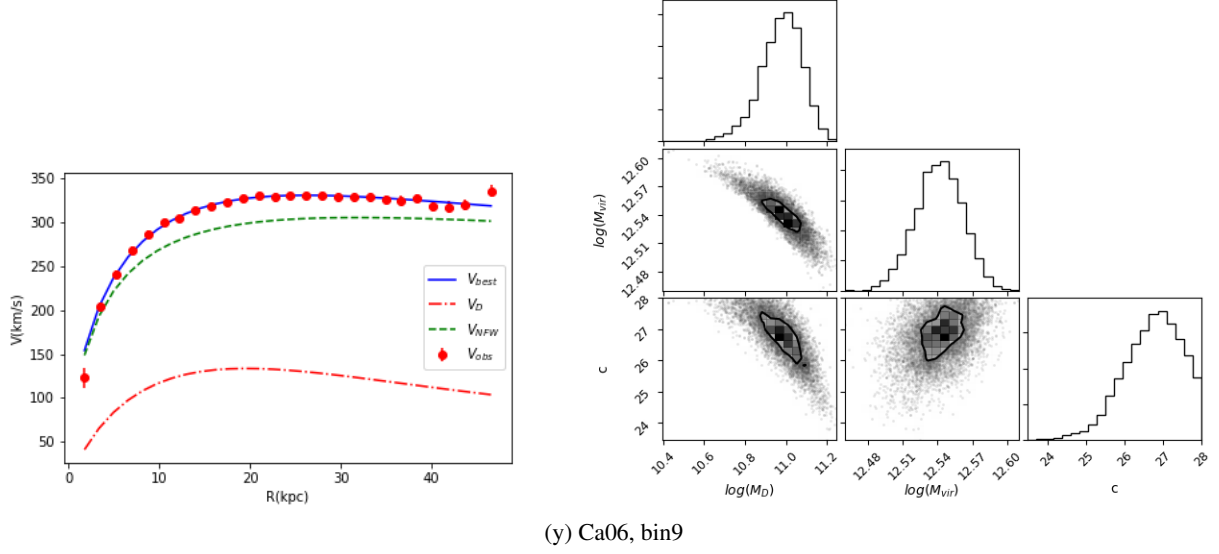 350
300
250
200
150
100
50
V(km/s)
0 10 20 30 40
R(kpc)
V_best
V_D
V_NFW
V_obs
12.60
12.57
12.54
12.51
12.48
log(M_vir)
28
27
26
25
24
c
10.4 10.6 10.8 11.0 11.2
log(M_D)
12.48 12.51 12.54 12.57 12.60
log(M_vir)
24 25 26 27 28
c
(y) Ca06, bin9